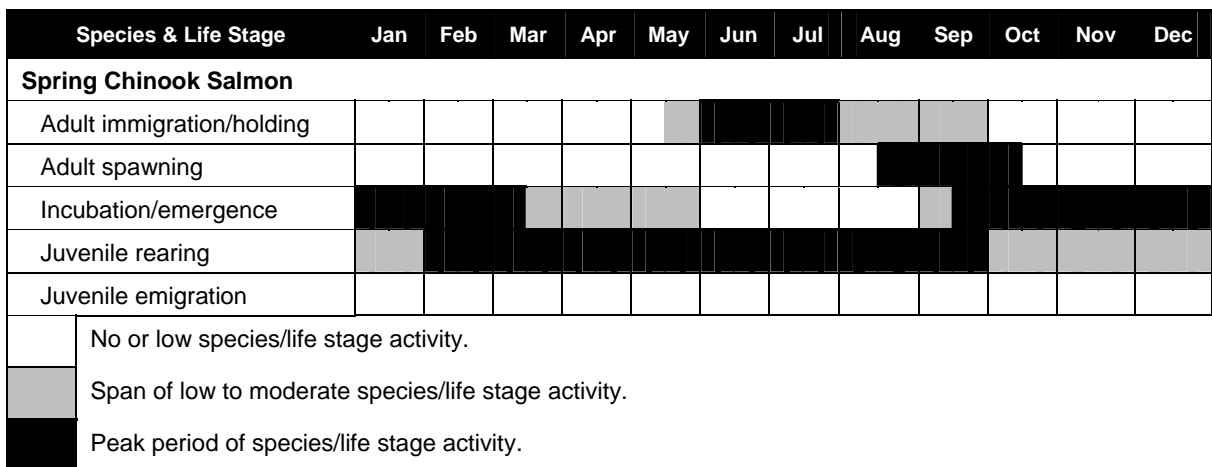 Species & Life Stage Jan Feb Mar Apr May Jun Jul Aug Sep Oct Nov Dec
Spring Chinook Salmon
Adult immigration/holding
Adult spawning
Incubation/emergence
Juvenile rearing
Juvenile emigration
No or low species/life stage activity.
Span of low to moderate species/life stage activity.
Peak period of species/life stage activity.